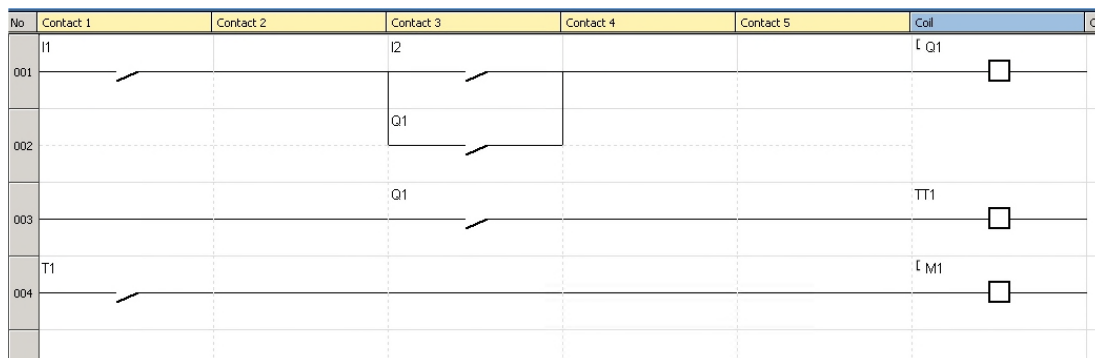 No Contact 1 Contact 2 Contact 3 Contact 4 Contact 5 Coil C
I1 I2 [ Q1
001
Q1
002
Q1 TT1
003
T1 [ M1
004